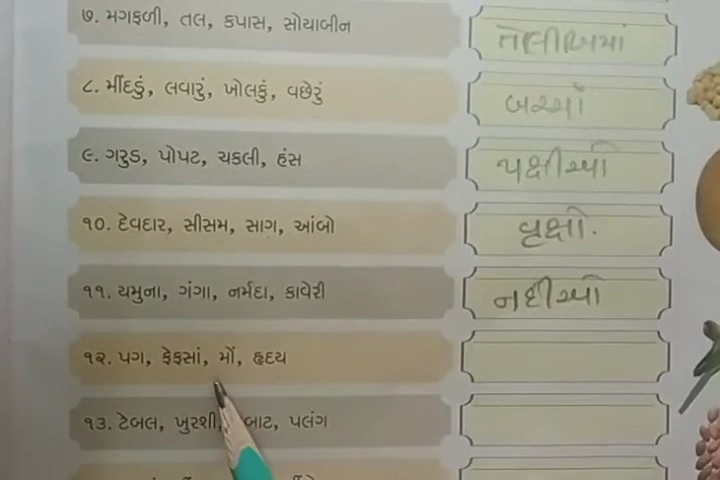 ૭. મગફળી, તલ, કપાસ, સોયાબીન
તેલીબિયાં
૮. મીંદડું, લવારું, ખોલકું, વછેરું
બચ્ચાँ
૯. ગરુડ, પોપટ, ચકલી, હંસ
પક્ષીઓ
૧૦. દેવદાર, સીસમ, સાગ, આંબો
વૃક્ષો.
૧૧. યમુના, ગંગા, નર્મદા, કાવેરી
નદીઓ
૧૨. પગ, ફેફસાં, મોં, હૃદય
૧૩. ટેબલ, ખુરશી, બાટ, પલંગ